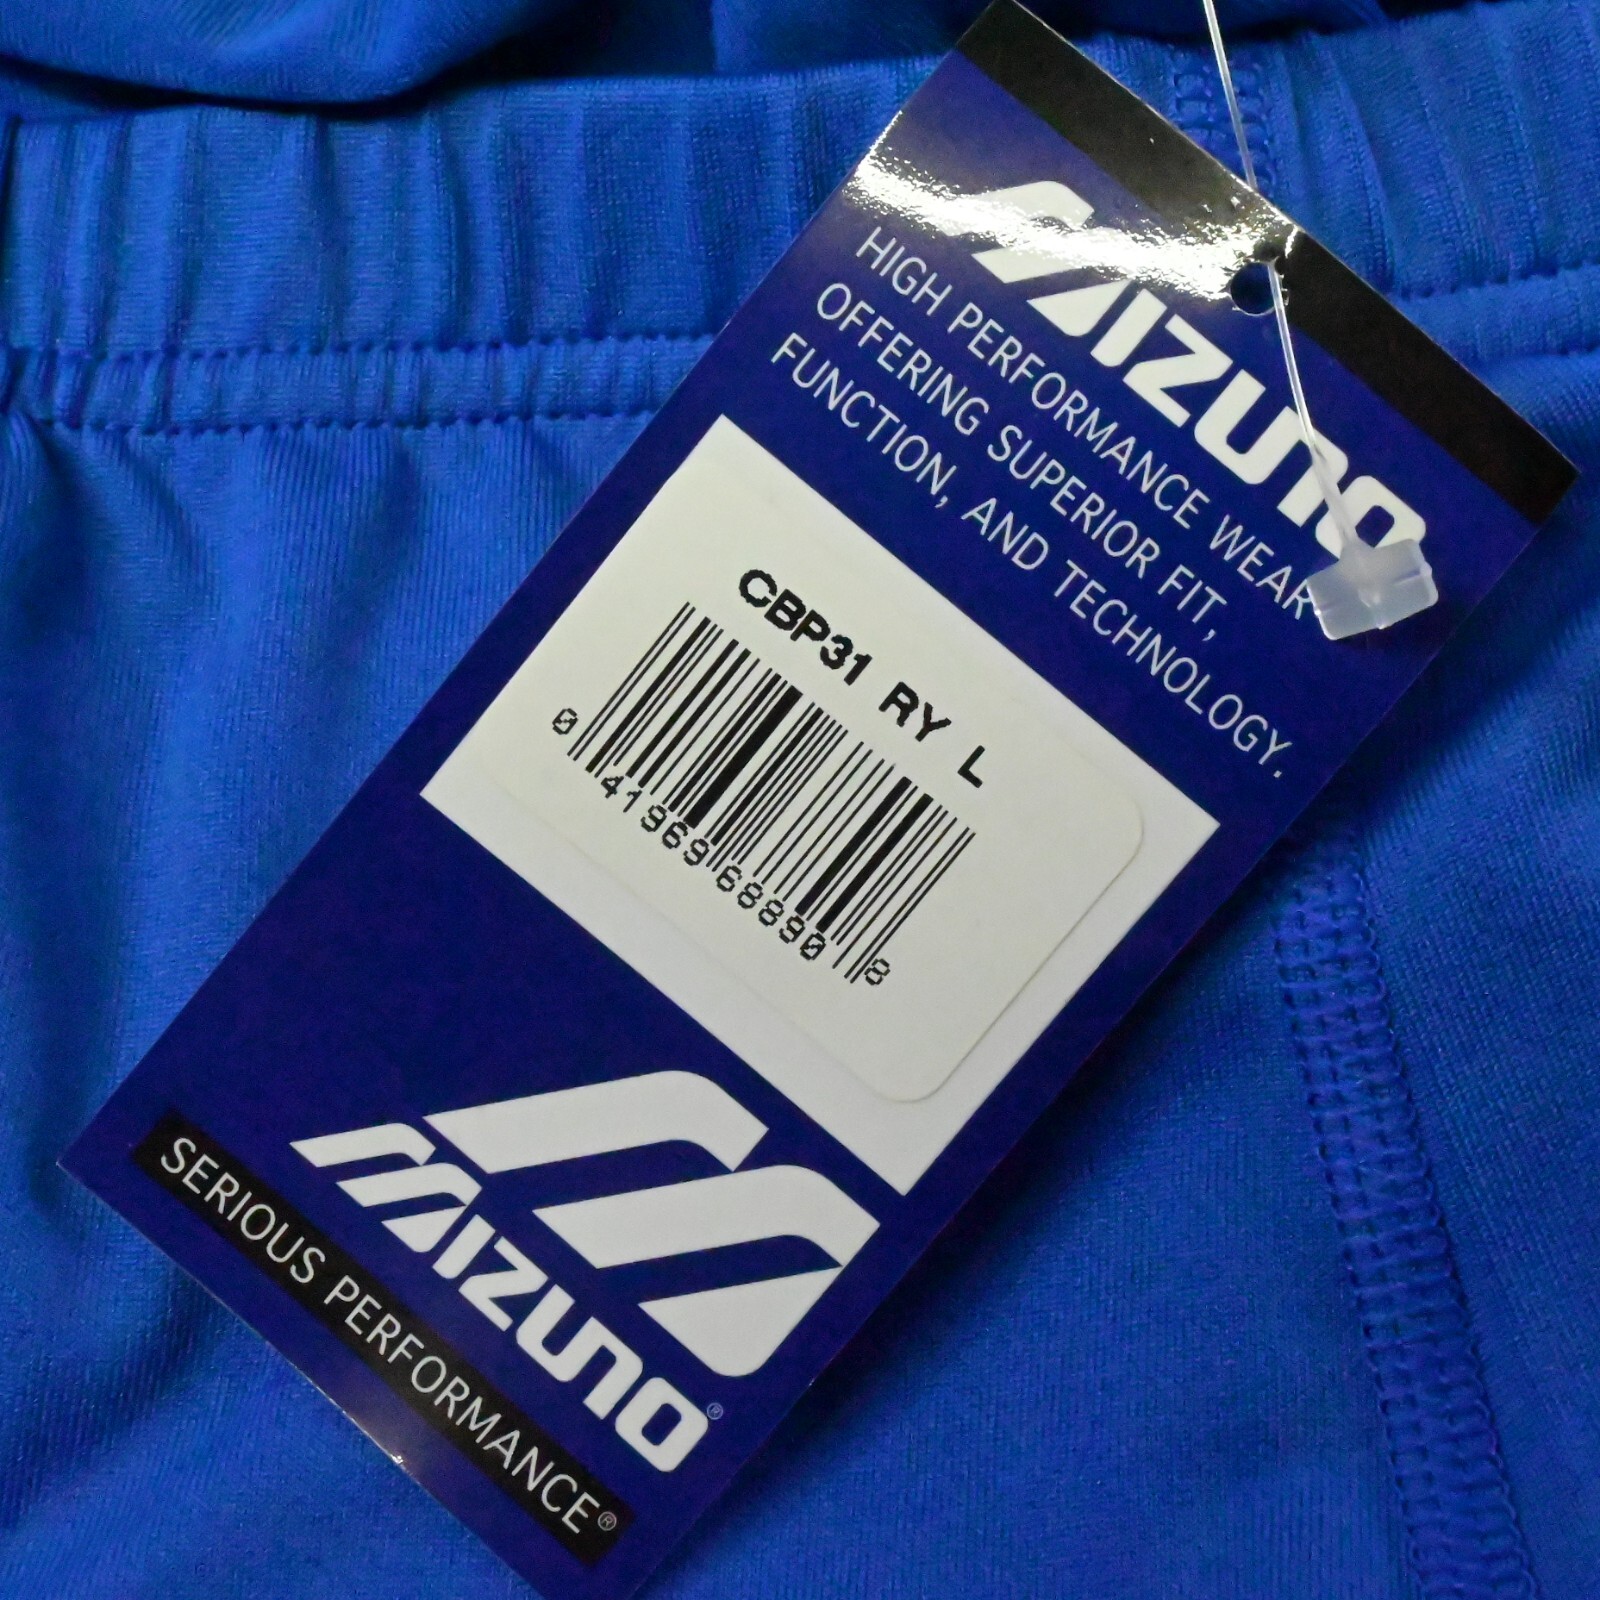 MIZUNO
HIGH PERFORMANCE WEAR
OFFERING SUPERIOR FIT,
FUNCTION, AND TECHNOLOGY.
CBP31 RY L
0 41969 68890 8
MIZUNO®
SERIOUS PERFORMANCE®